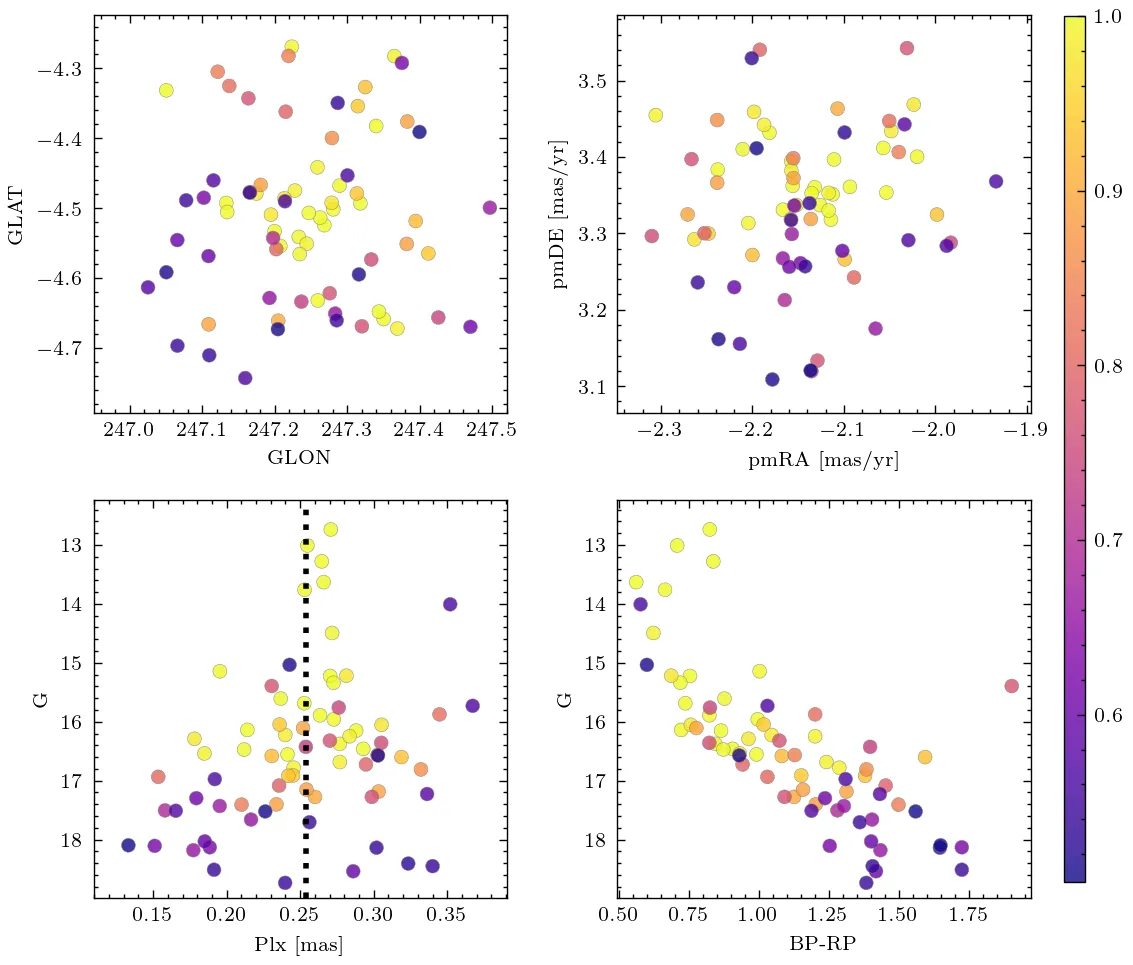 −4.3
−4.4
−4.5
−4.6
−4.7
GLAT
247.0 247.1 247.2 247.3 247.4 247.5
GLON
3.5
3.4
3.3
3.2
3.1
pmDE [mas/yr]
−2.3 −2.2 −2.1 −2.0 −1.9
pmRA [mas/yr]
1.0
0.9
0.8
0.7
0.6
13
14
15
16
17
18
G
0.15 0.20 0.25 0.30 0.35
Plx [mas]
13
14
15
16
17
18
G
0.50 0.75 1.00 1.25 1.50 1.75
BP-RP